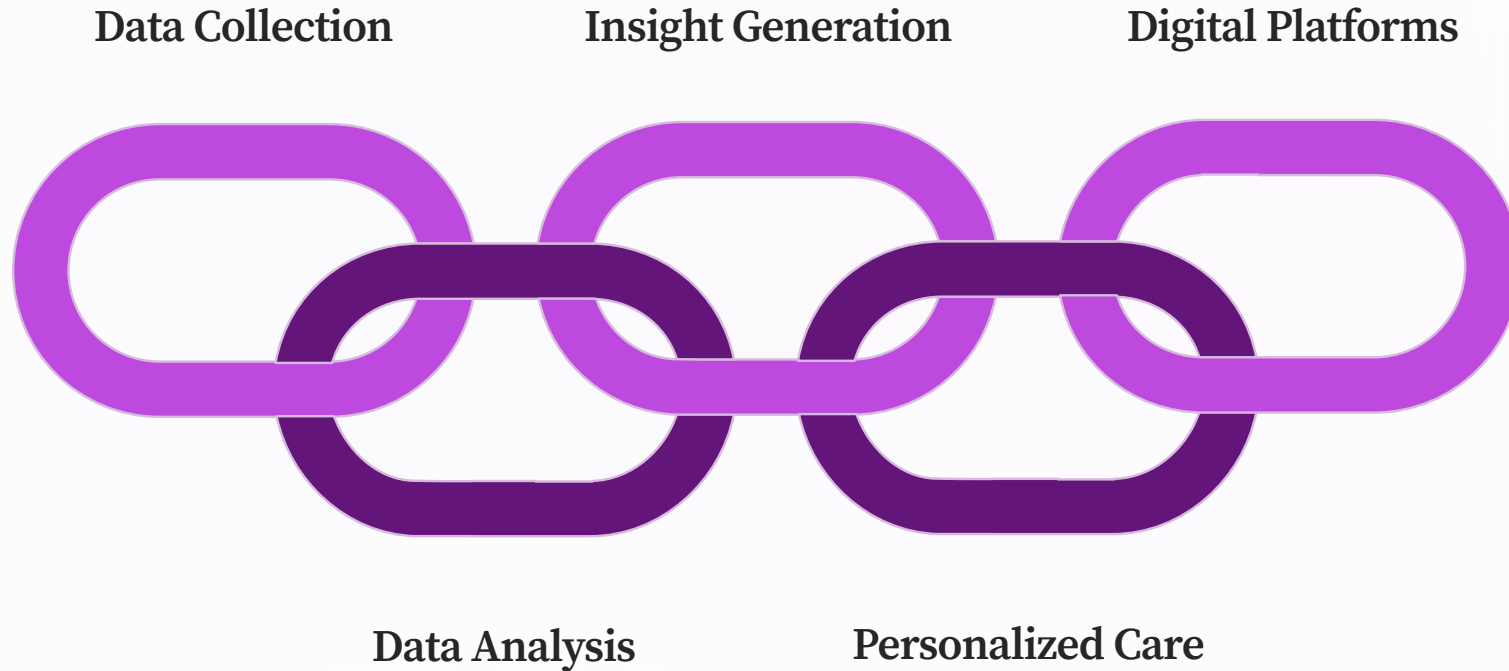 Data Collection
Insight Generation
Digital Platforms
Data Analysis
Personalized Care